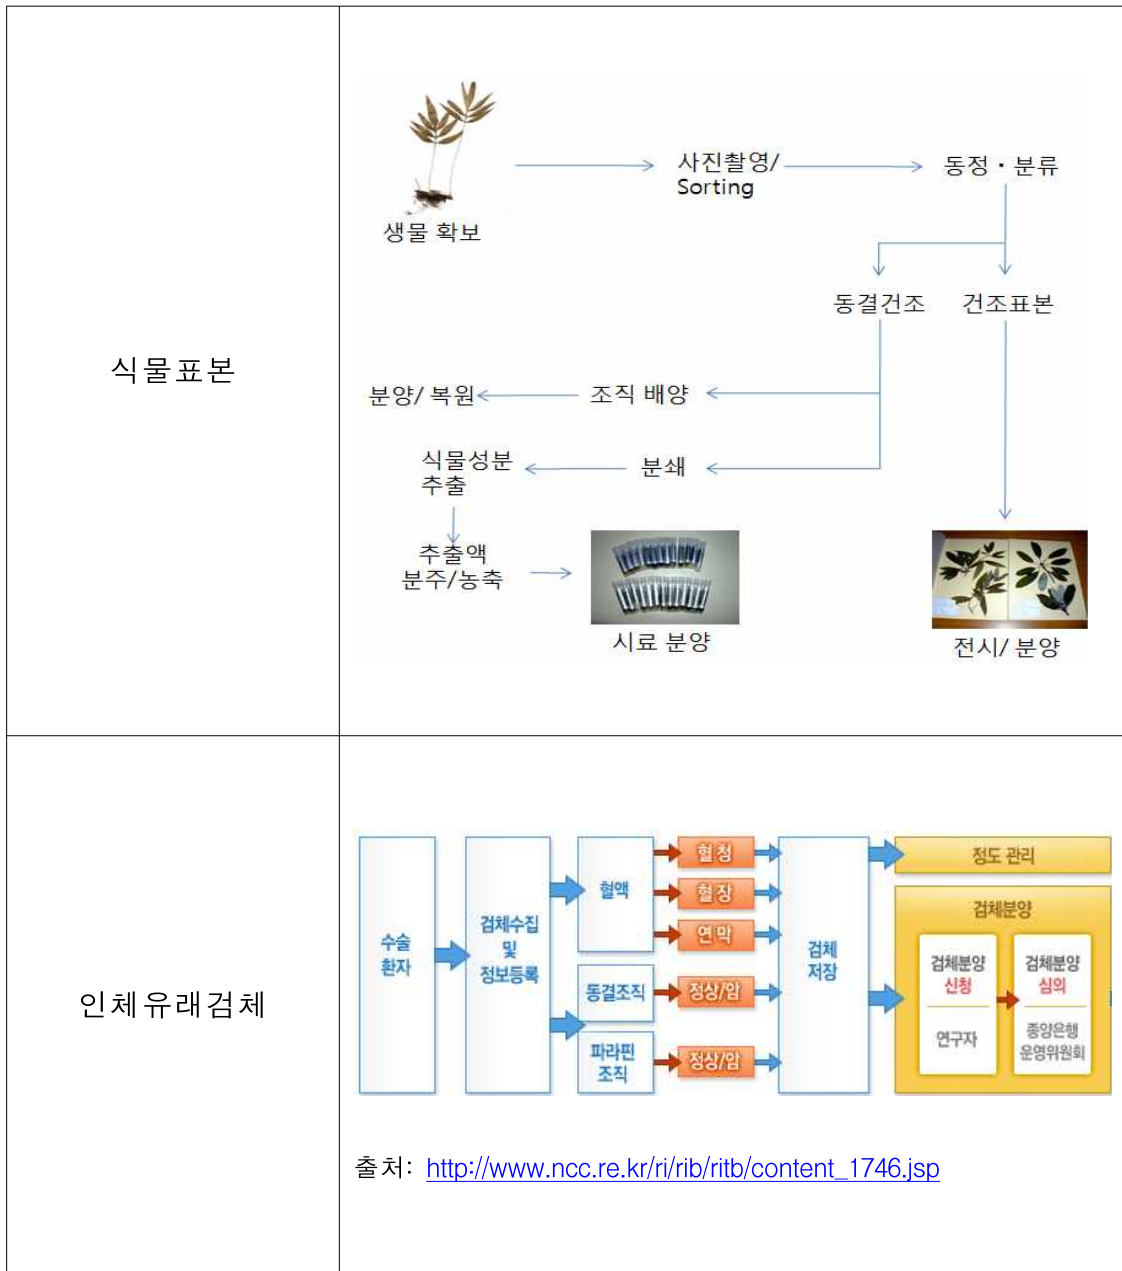 식물표본
생물 확보
사진촬영/
Sorting
동정・분류
동결건조
건조표본
분양/ 복원
조직 배양
식물성분
추출
분쇄
추출액
분주/농축
시료 분양
전시/ 분양
인체유래검체
수술
환자
검체수집
및
정보등록
혈액
동결조직
파라핀
조직
혈청
혈장
연막
정상/암
정상/암
검체
저장
정도 관리
검체분양
검체분양
신청
연구자
검체분양
심의
종양은행
운영위원회
출처: http://www.ncc.re.kr/ri/rib/ritb/content_1746.jsp